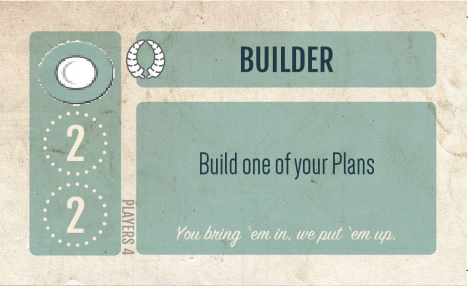 BUILDER
2
2
PLAYERS 4
Build one of your Plans
You bring `em in, we put `em up.